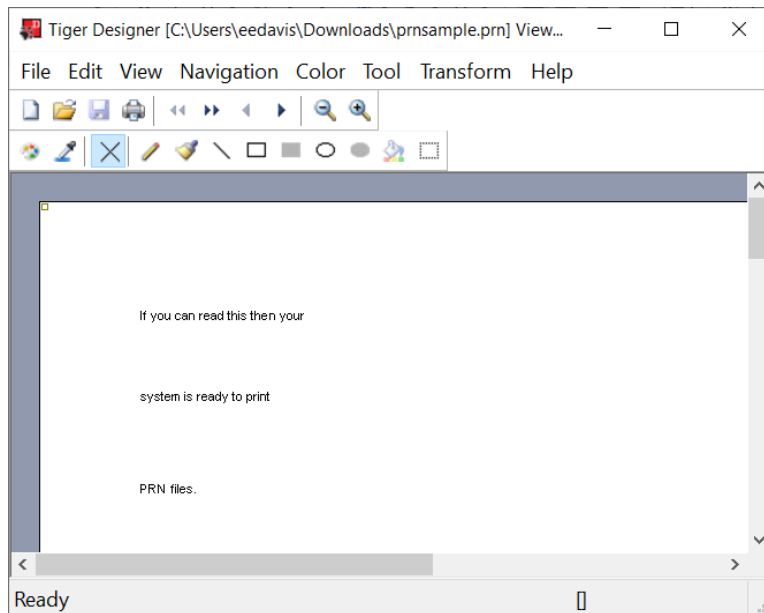 Tiger Designer [C:\Users\eedavis\Downloads\prnsample.prn] View...
File Edit View Navigation Color Tool Transform Help
If you can read this then your
system is ready to print
PRN files.
Ready []